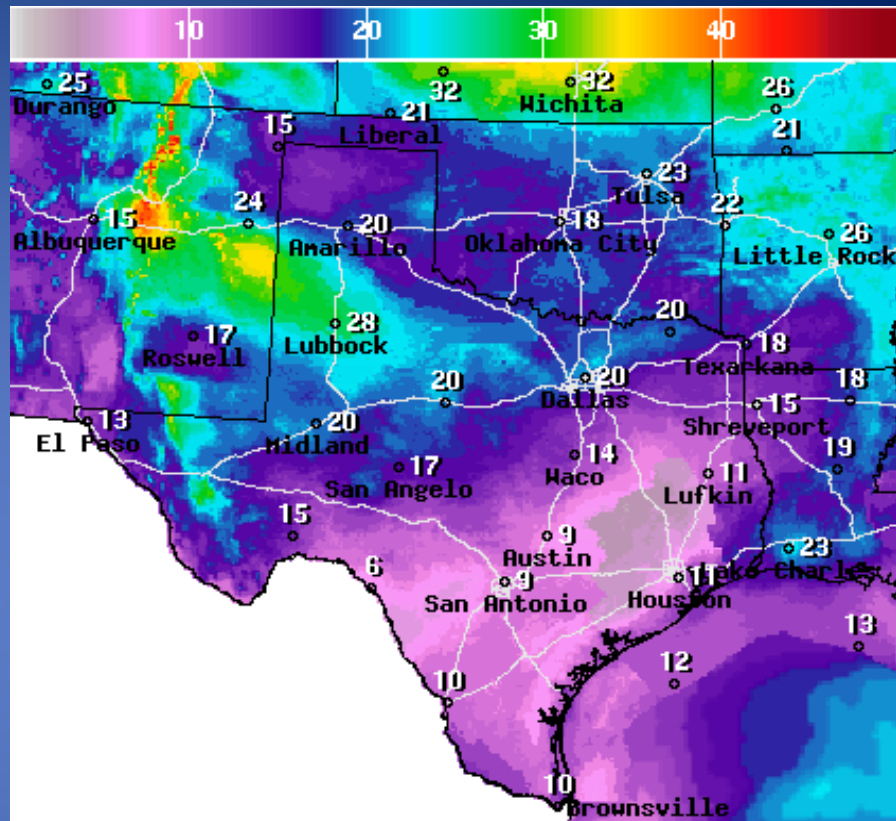 10 20 30 40
25 32 32 26
Durango Wichita
21 21
Liberal
15
23
Tulsa
15 24 20 18 22 26
Albuquerque Amarillo Oklahoma City Little Rock
17 28 20 18
Roswell Lubbock Texarkana
20 20 15 18
Dallas
13 20 Shreveport
El Paso Midland
17 14 11 19
San Angelo Waco Lufkin
15 9 23
Austin
6 9 11 Lake Charles
San Antonio Houston
13
12
10
10
Brownsville